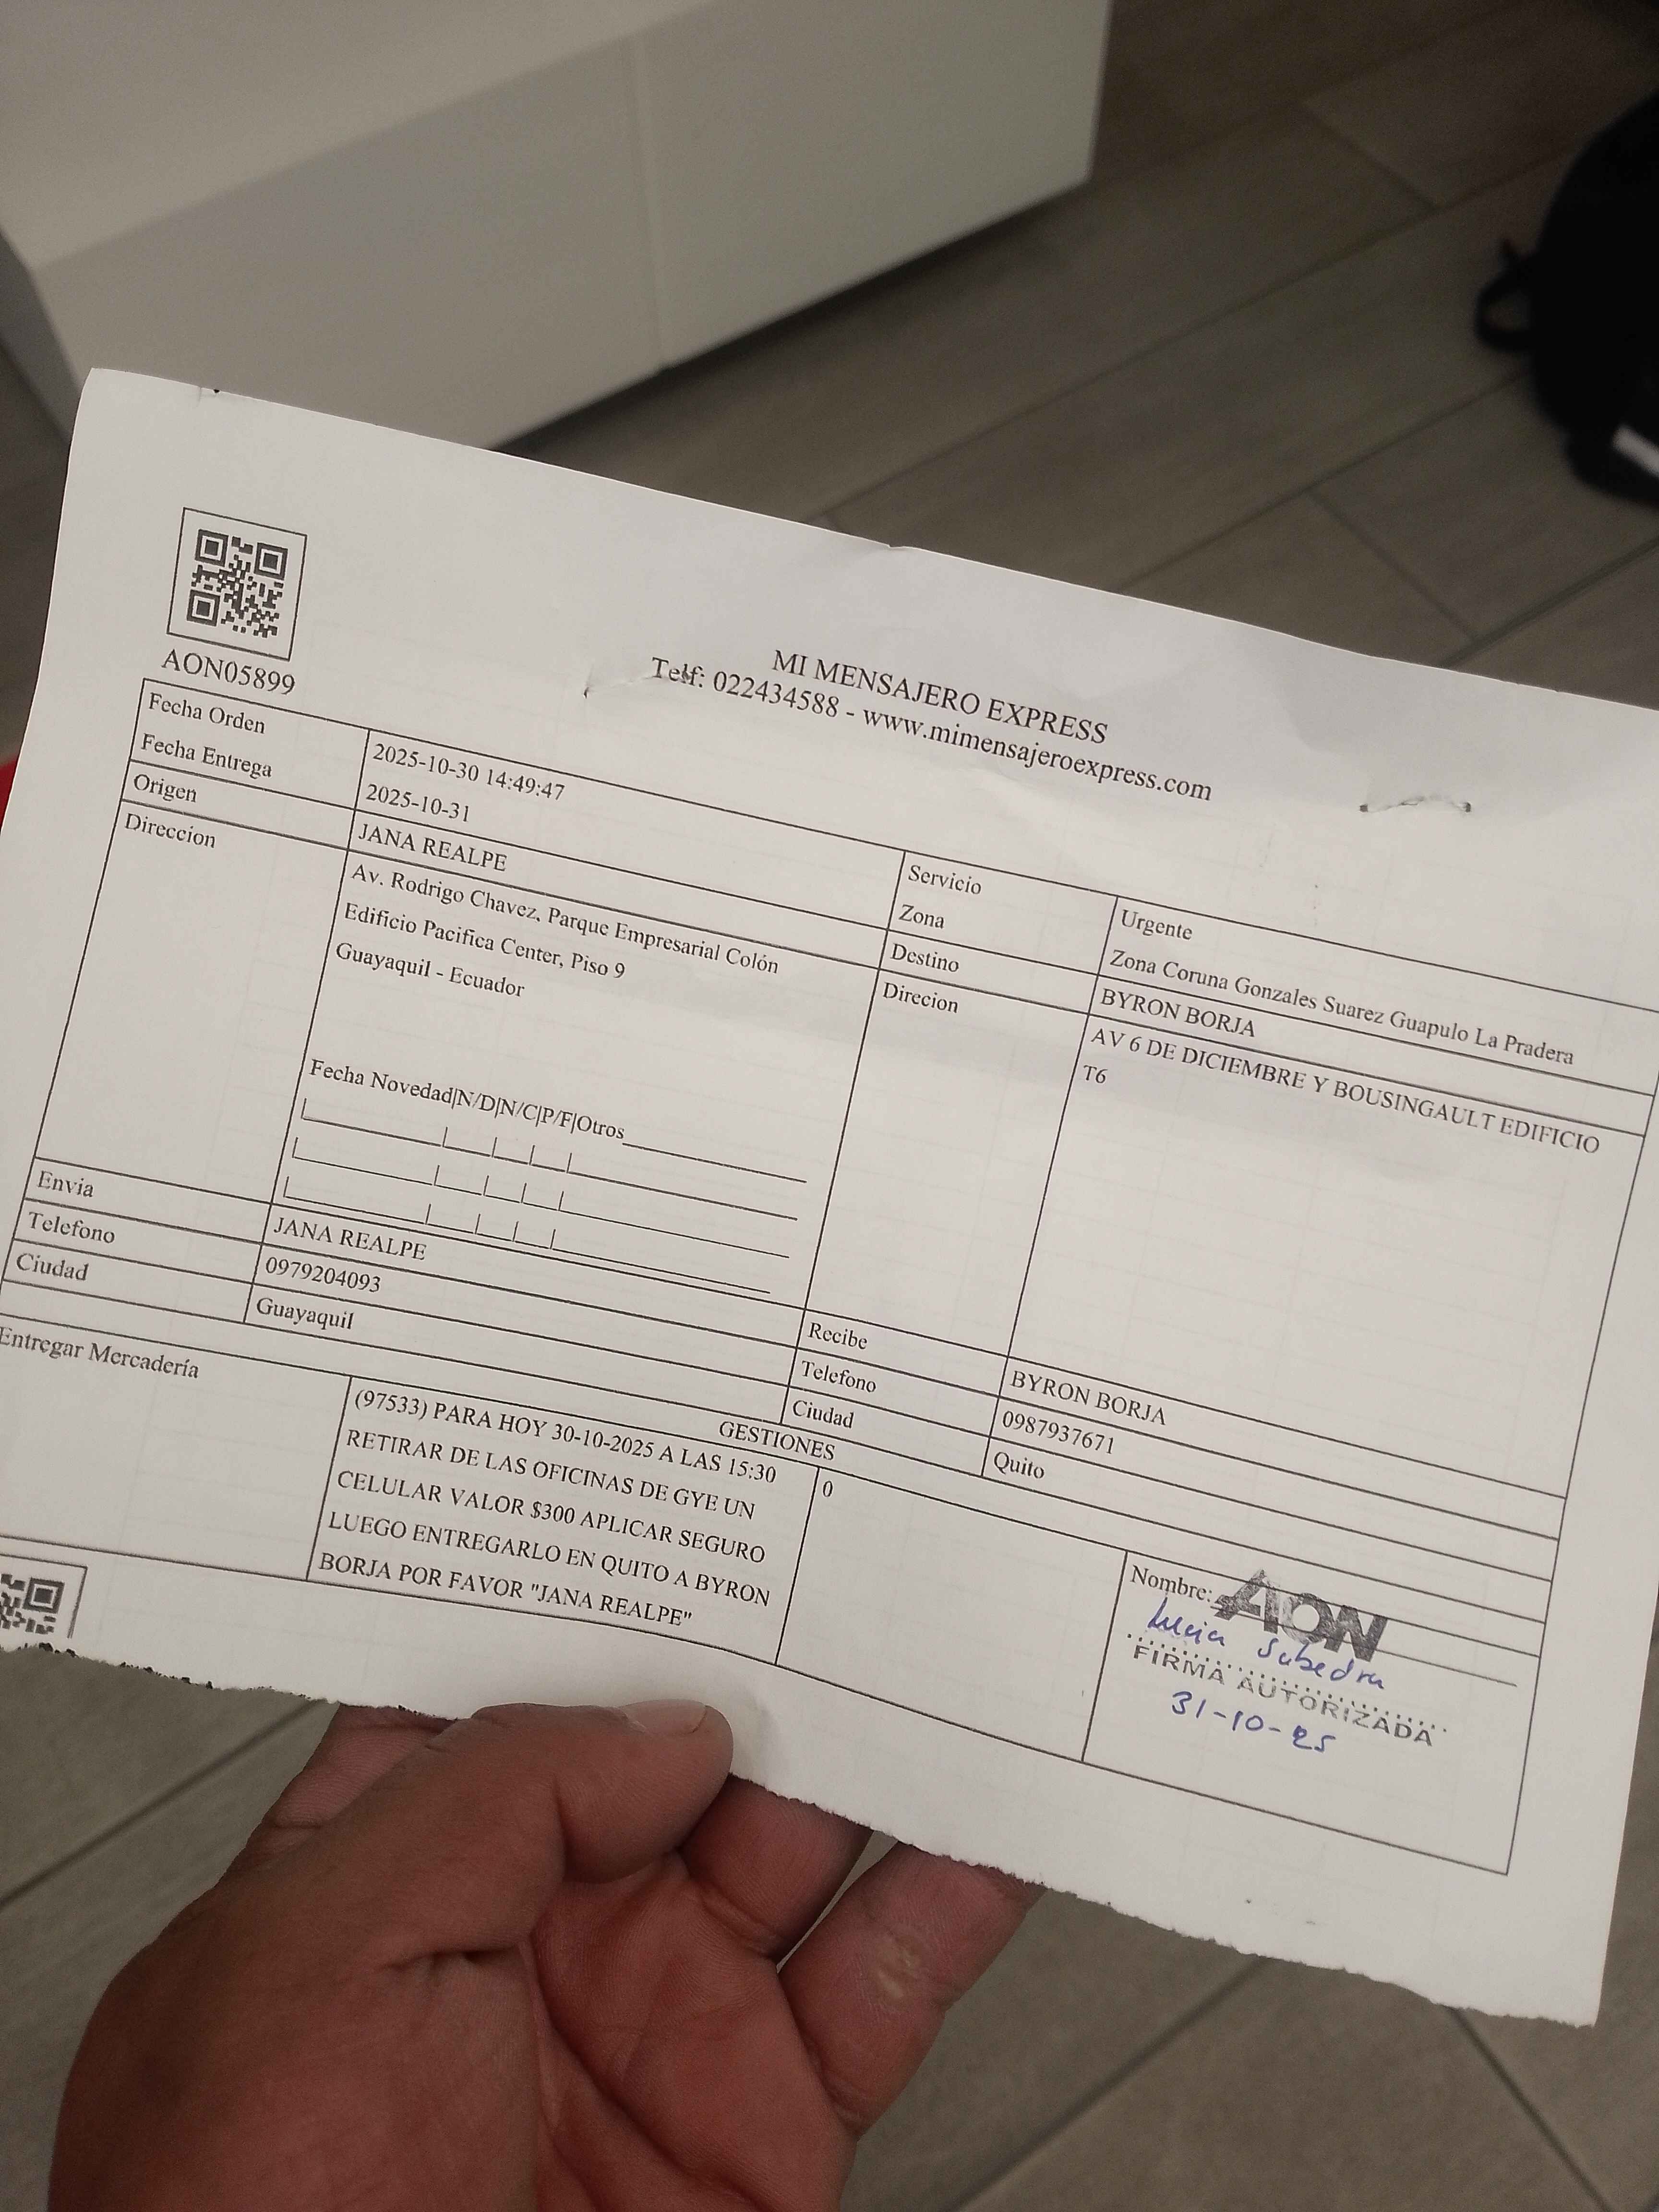 AON05899
MI MENSAJERO EXPRESS
Telf: 022434588 - www.mimensajeroexpress.com
Fecha Orden 2025-10-30 14:49:47 Servicio Urgente
Fecha Entrega 2025-10-31 Zona Zona Coruna Gonzales Suarez Guapulo La Pradera
Origen JANA REALPE Destino BYRON BORJA
Direccion Av. Rodrigo Chavez, Parque Empresarial Colón Direcion AV 6 DE DICIEMBRE Y BOUSINGAULT EDIFICIO
Edificio Pacifica Center, Piso 9 T6
Guayaquil - Ecuador
Fecha Novedad|N/D|N/C|P/F|Otros
Envia JANA REALPE Recibe BYRON BORJA
Telefono 0979204093 Telefono 0987937671
Ciudad Guayaquil Ciudad Quito
GESTIONES
Entregar Mercadería (97533) PARA HOY 30-10-2025 A LAS 15:30 0
RETIRAR DE LAS OFICINAS DE GYE UN
CELULAR VALOR $300 APLICAR SEGURO
LUEGO ENTREGARLO EN QUITO A BYRON
BORJA POR FAVOR "JANA REALPE"
Nombre: AON
FIRMA AUTORIZADA
31-10-25